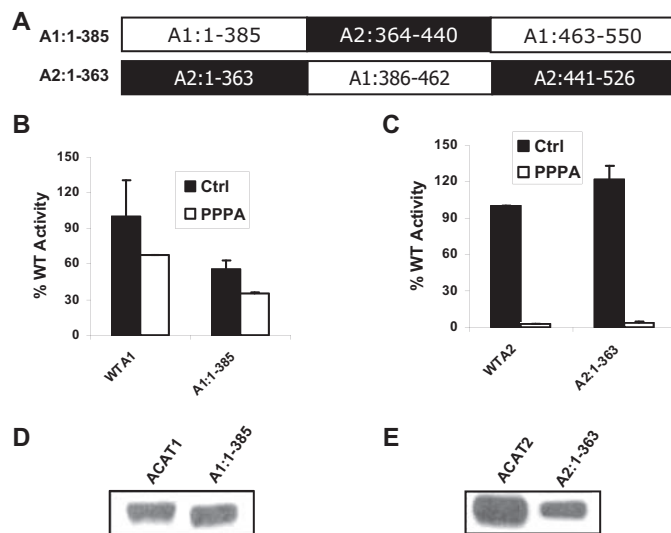 A
A1:1-385 A1:1-385 A2:364-440 A1:463-550
A2:1-363 A2:1-363 A1:386-462 A2:441-526
B
% WT Activity
150
120
90
60
30
0
Ctrl
PPPA
WTA1
A1:1-385
C
% WT Activity
150
120
90
60
30
0
Ctrl
PPPA
WTA2
A2:1-363
D
ACAT1
A1:1-385
E
ACAT2
A2:1-363